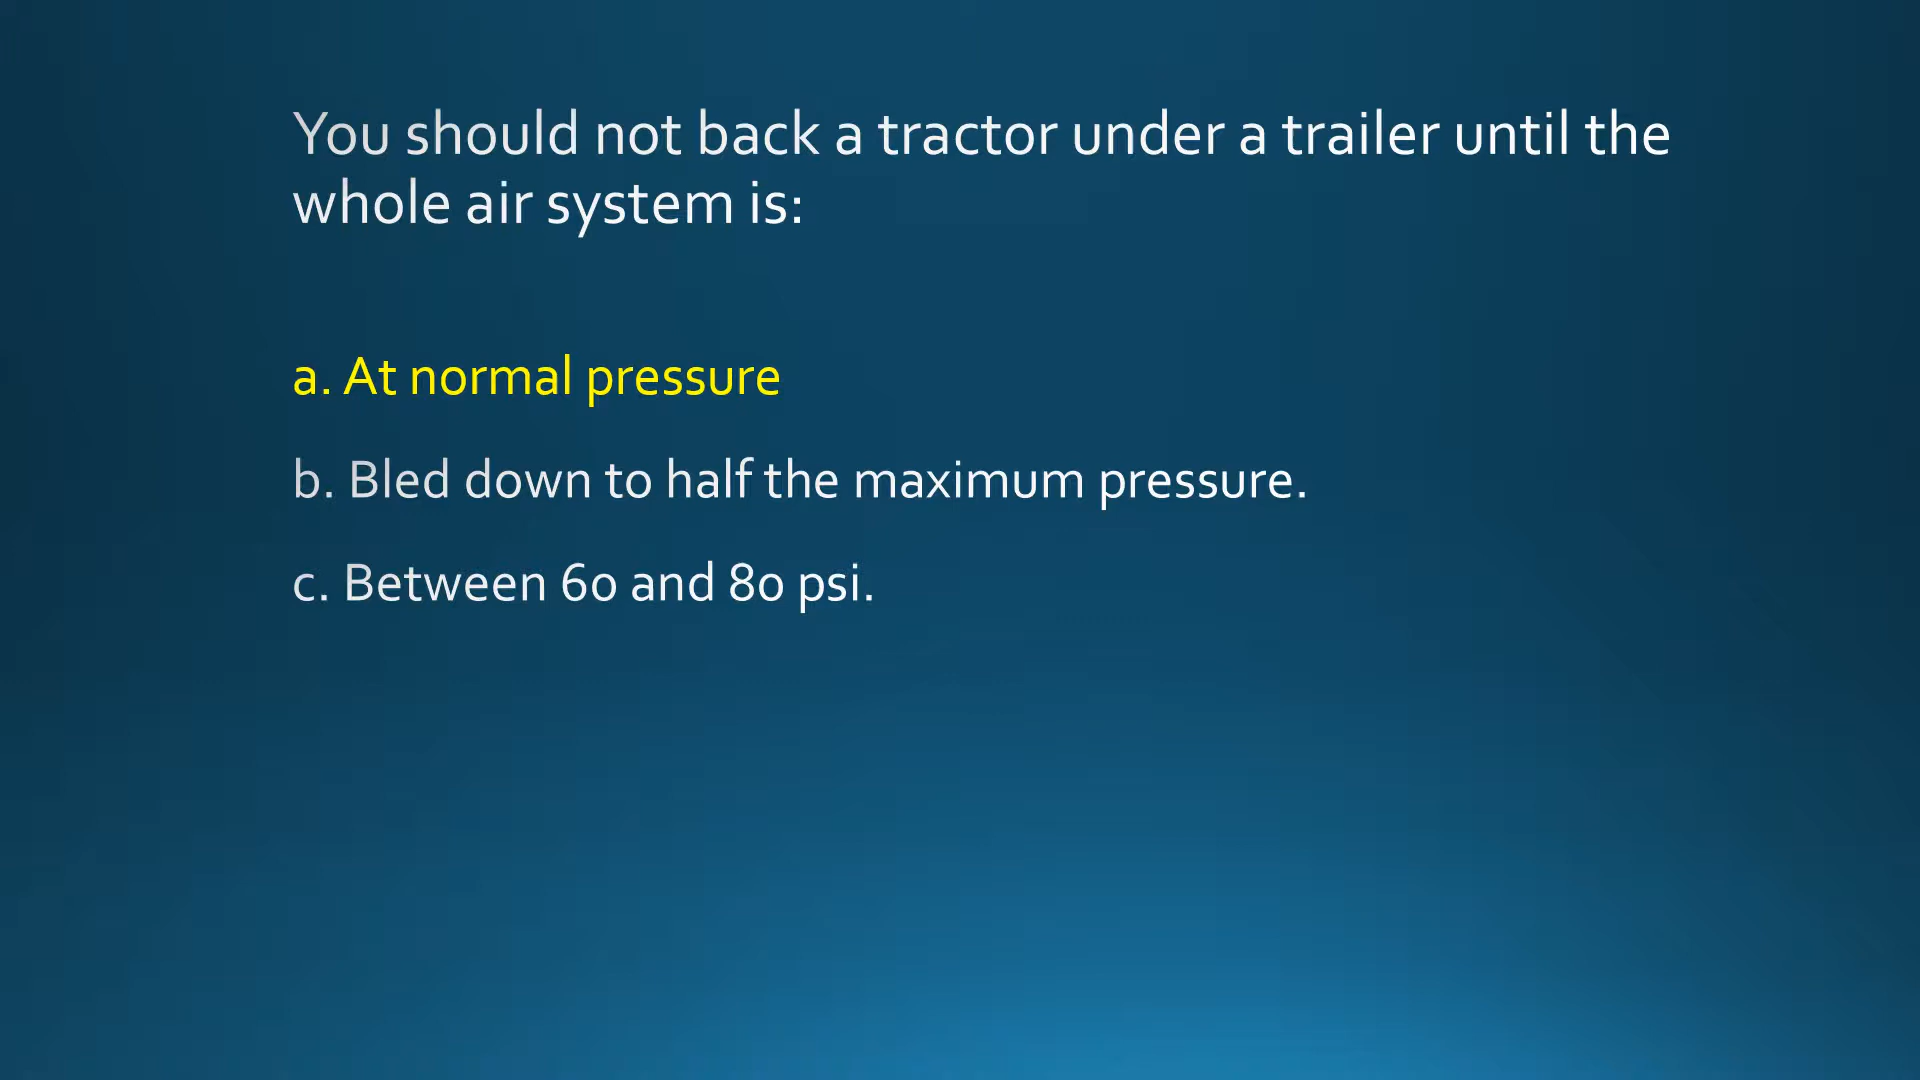 You should not back a tractor under a trailer until the
whole air system is:
a. At normal pressure
b. Bled down to half the maximum pressure.
c. Between 60 and 80 psi.